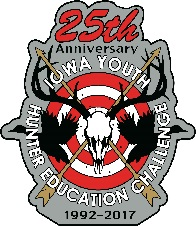 25th
Anniversary
IOWA YOUTH
HUNTER EDUCATION CHALLENGE
1992-2017